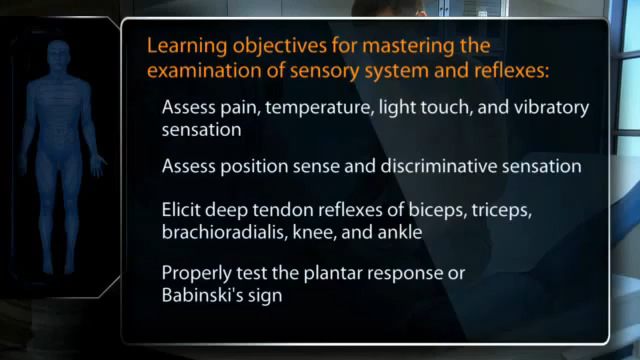 Learning objectives for mastering the
examination of sensory system and reflexes:
Assess pain, temperature, light touch, and vibratory
sensation
Assess position sense and discriminative sensation
Elicit deep tendon reflexes of biceps, triceps,
brachioradialis, knee, and ankle
Properly test the plantar response or
Babinski's sign